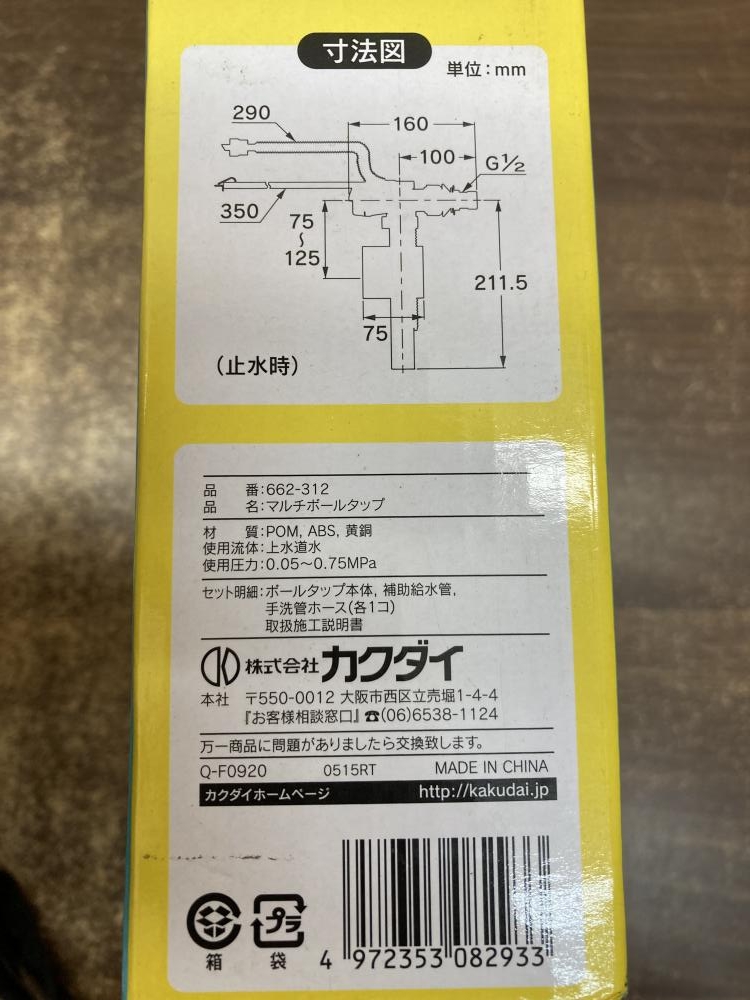 寸法図
単位：mm
290
160
100
G1/2
350
75
〜
125
211.5
75
（止水時）
品　番：662-312
品　名：マルチボールタップ
材　質：POM, ABS, 黄銅
使用流体：上水道水
使用圧力：0.05〜0.75MPa
セット明細：ボールタップ本体, 補助給水管,
手洗管ホース（各1コ）
取扱施工説明書
株式会社カクダイ
本社　〒550-0012 大阪市西区立売堀1-4-4
『お客様相談窓口』☎(06)6538-1124
万一商品に問題がありましたら交換致します。
Q-F0920　0515RT　MADE IN CHINA
カクダイホームページ　http://kakudai.jp
プラ
箱　袋
4 972353 082933